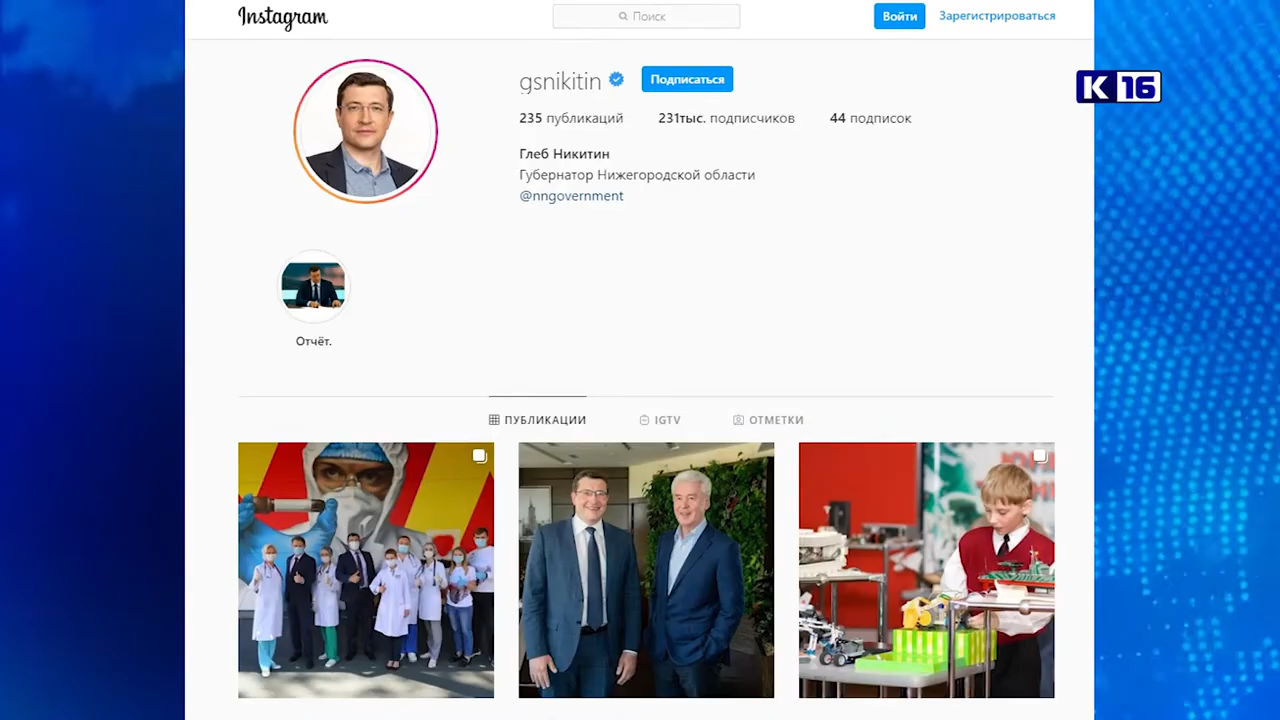 Instagram
Поиск
Войти
Зарегистрироваться
К 16
gsnikitin
Подписаться
235 публикаций
231тыс. подписчиков
44 подписок
Глеб Никитин
Губернатор Нижегородской области
@nngovernment
Отчёт.
ПУБЛИКАЦИИ
IGTV
ОТМЕТКИ